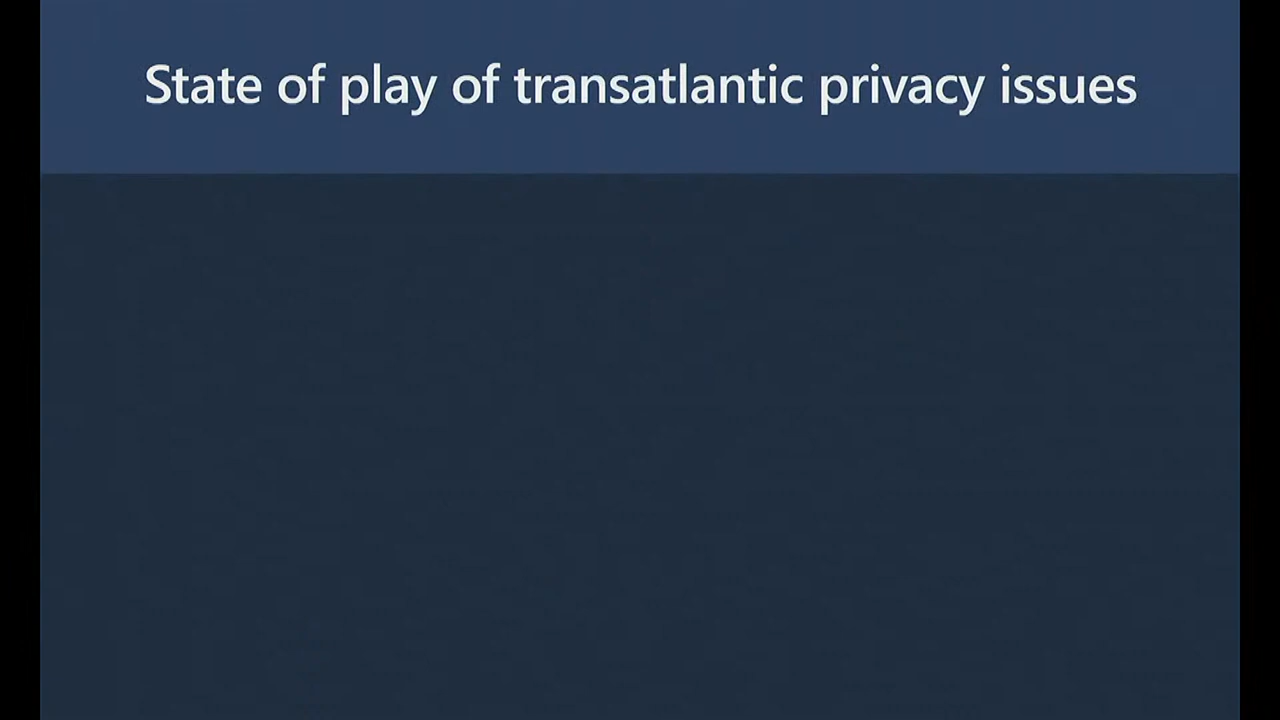 State of play of transatlantic privacy issues